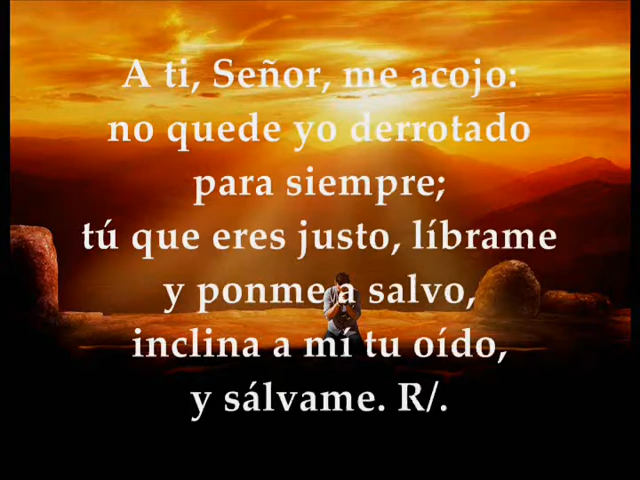 A ti, Señor, me acojo:
no quede yo derrotado
para siempre;
tú que eres justo, líbrame
y ponme a salvo,
inclina a mí tu oído,
y sálvame. R/.